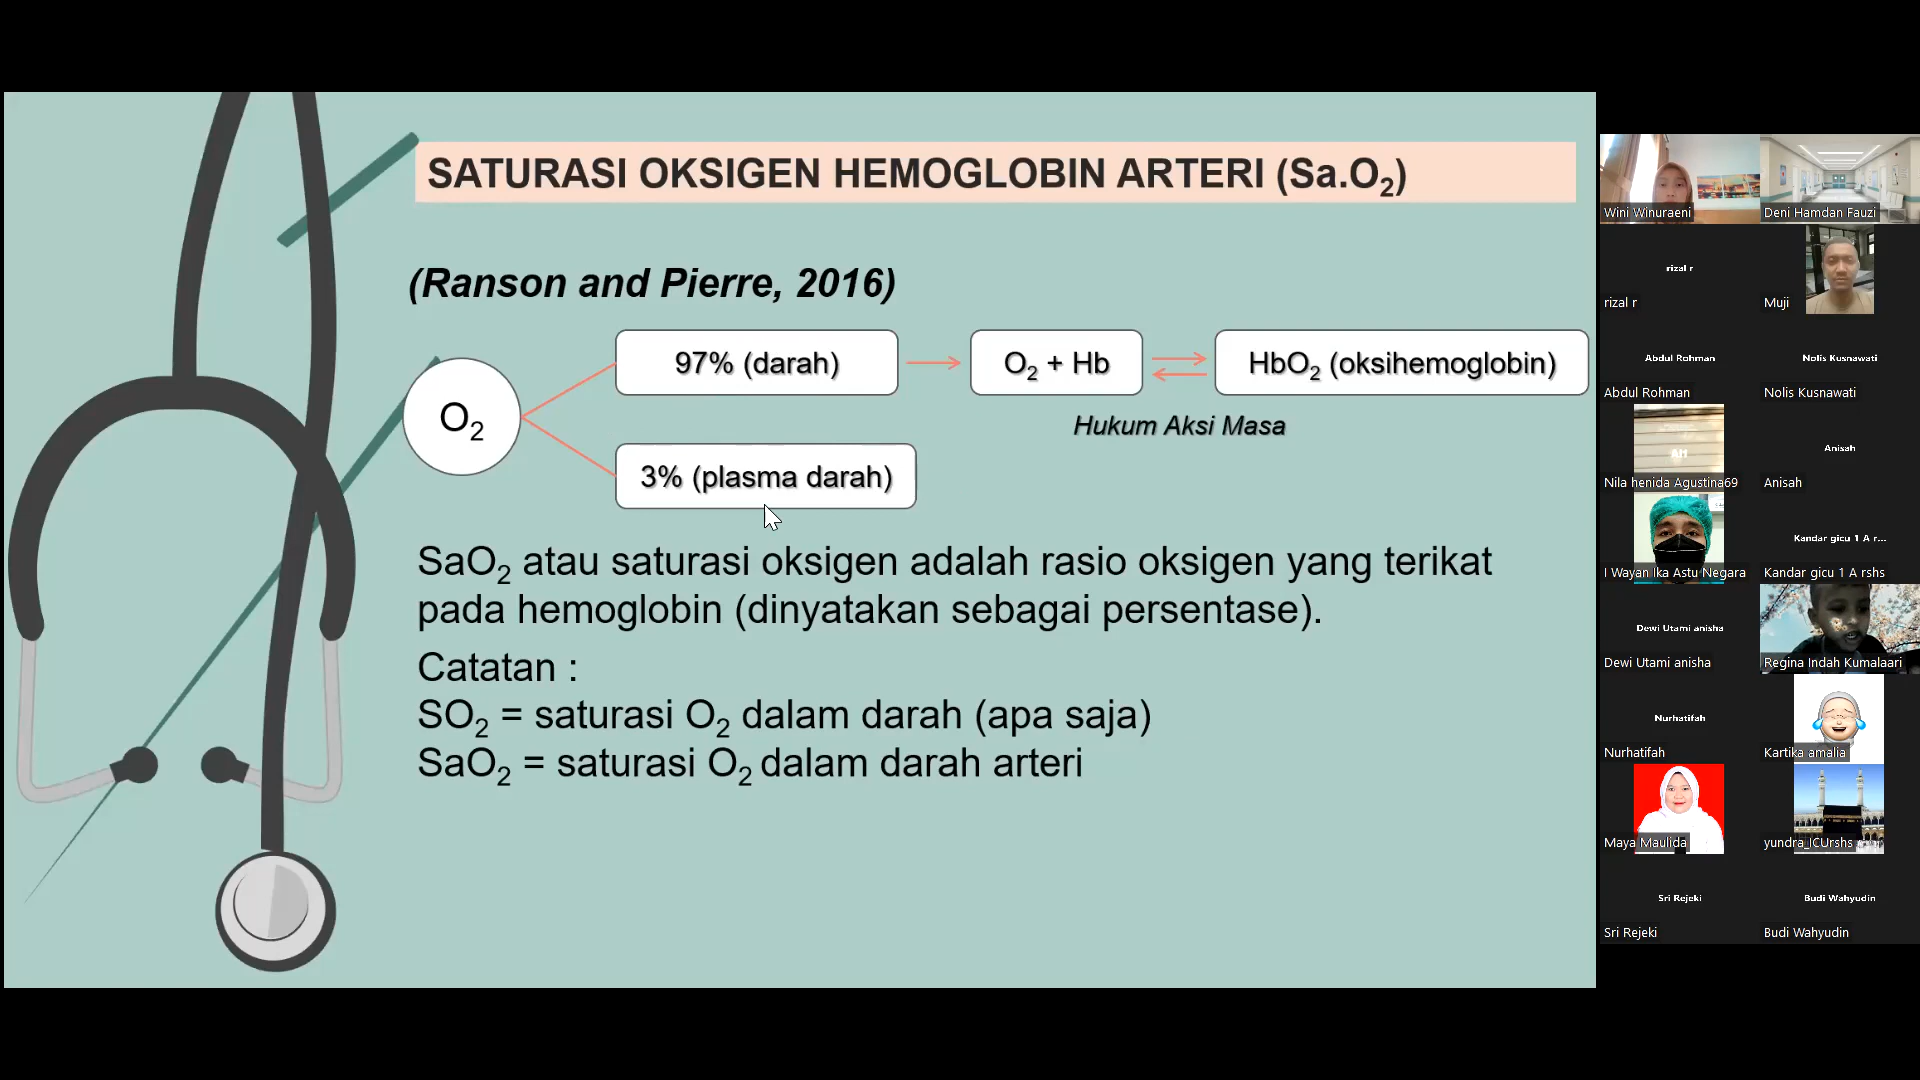 SATURASI OKSIGEN HEMOGLOBIN ARTERI (Sa.O2)
(Ranson and Pierre, 2016)
O2
97% (darah)
O2 + Hb
HbO2 (oksihemoglobin)
Hukum Aksi Masa
3% (plasma darah)
SaO2 atau saturasi oksigen adalah rasio oksigen yang terikat
pada hemoglobin (dinyatakan sebagai persentase).
Catatan :
SO2 = saturasi O2 dalam darah (apa saja)
SaO2 = saturasi O2 dalam darah arteri
Wini Winuraeni
Deni Hamdan Fauzi
rizal r
rizal r
Muji
Abdul Rohman
Abdul Rohman
Nolis Kusnawati
Nolis Kusnawati
Nila henida Agustina69
Anisah
Anisah
I Wayan Ika Astu Negara
Kandar gicu 1 A r...
Kandar gicu 1 A rshs
Dewi Utami anisha
Dewi Utami anisha
Regina Indah Kumalaari
Nurhatifah
Nurhatifah
Kartika amalia
Maya Maulida
yundra_ICUrshs
Sri Rejeki
Sri Rejeki
Budi Wahyudin
Budi Wahyudin